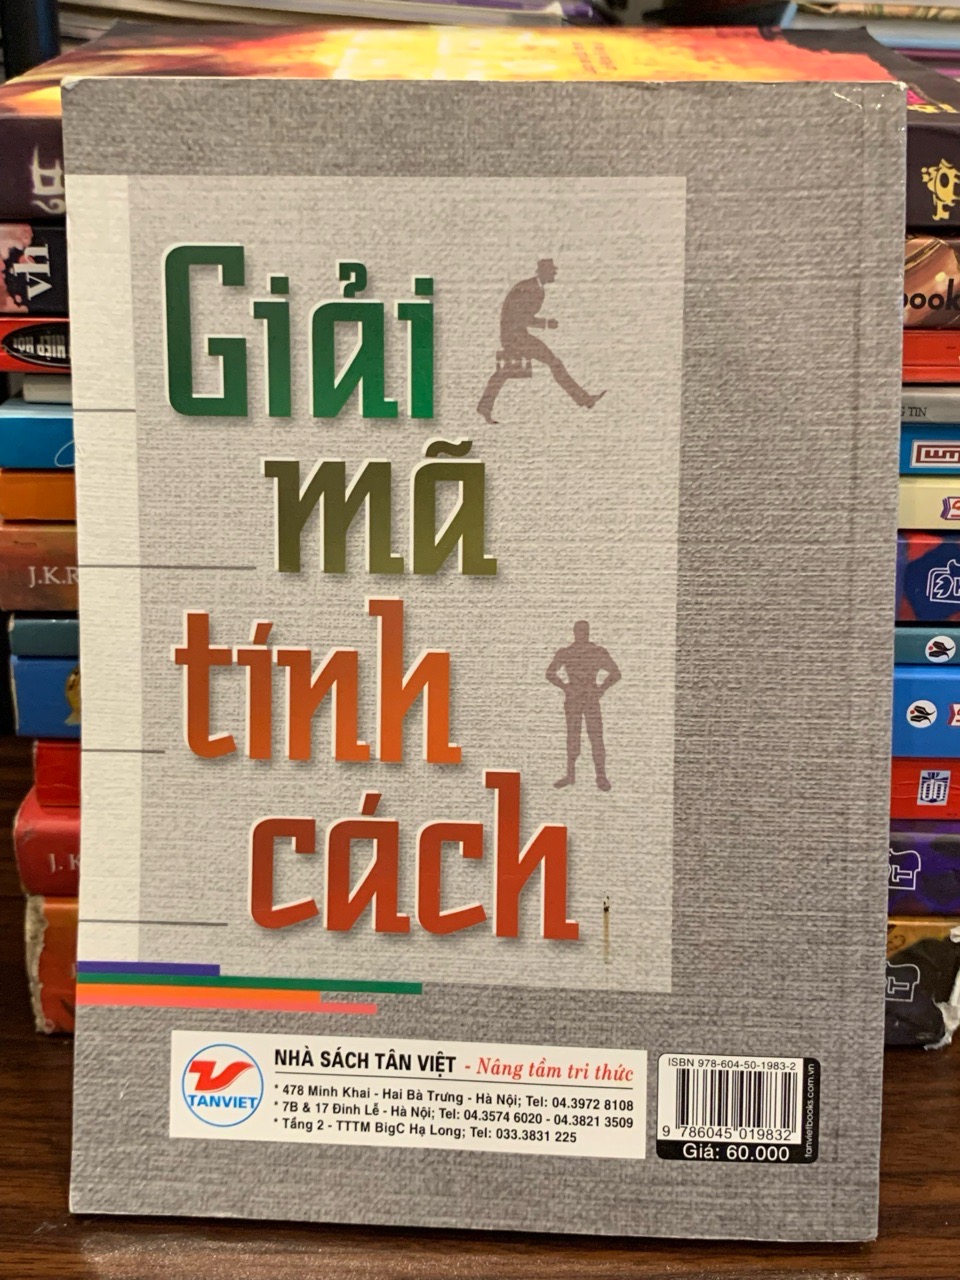 Giải
mã
tính
cách
TANVIET
NHÀ SÁCH TÂN VIỆT - Nâng tầm tri thức
* 478 Minh Khai - Hai Bà Trưng - Hà Nội; Tel: 04.3972 8108
* 7B & 17 Đinh Lễ - Hà Nội; Tel: 04.3574 6020 - 04.3821 3509
* Tầng 2 - TTTM BigC Hạ Long; Tel: 033.3831 225
ISBN 978-604-50-1983-2
9 786045 019832
Giá: 60.000
tanvietbooks.com.vn
vh
J.K.R
J. K
book
G TIN